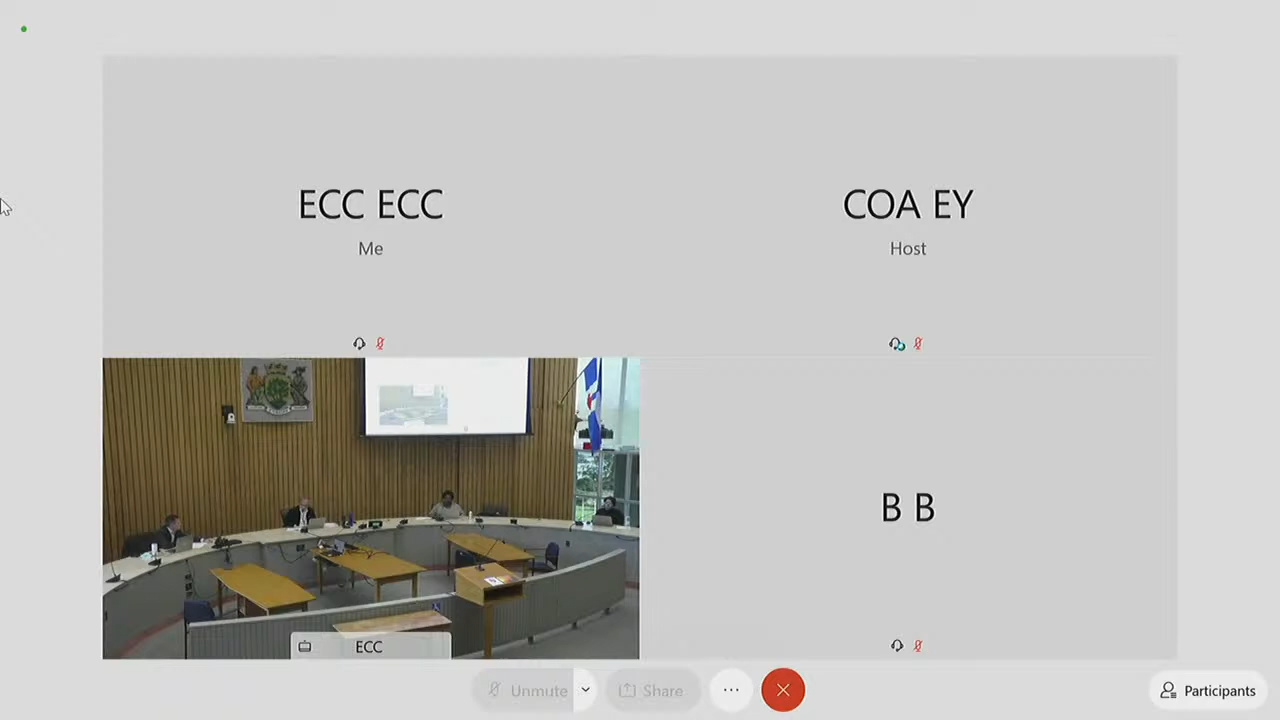 ECC ECC
Me
COA EY
Host
B B
ECC
Unmute
Share
Participants